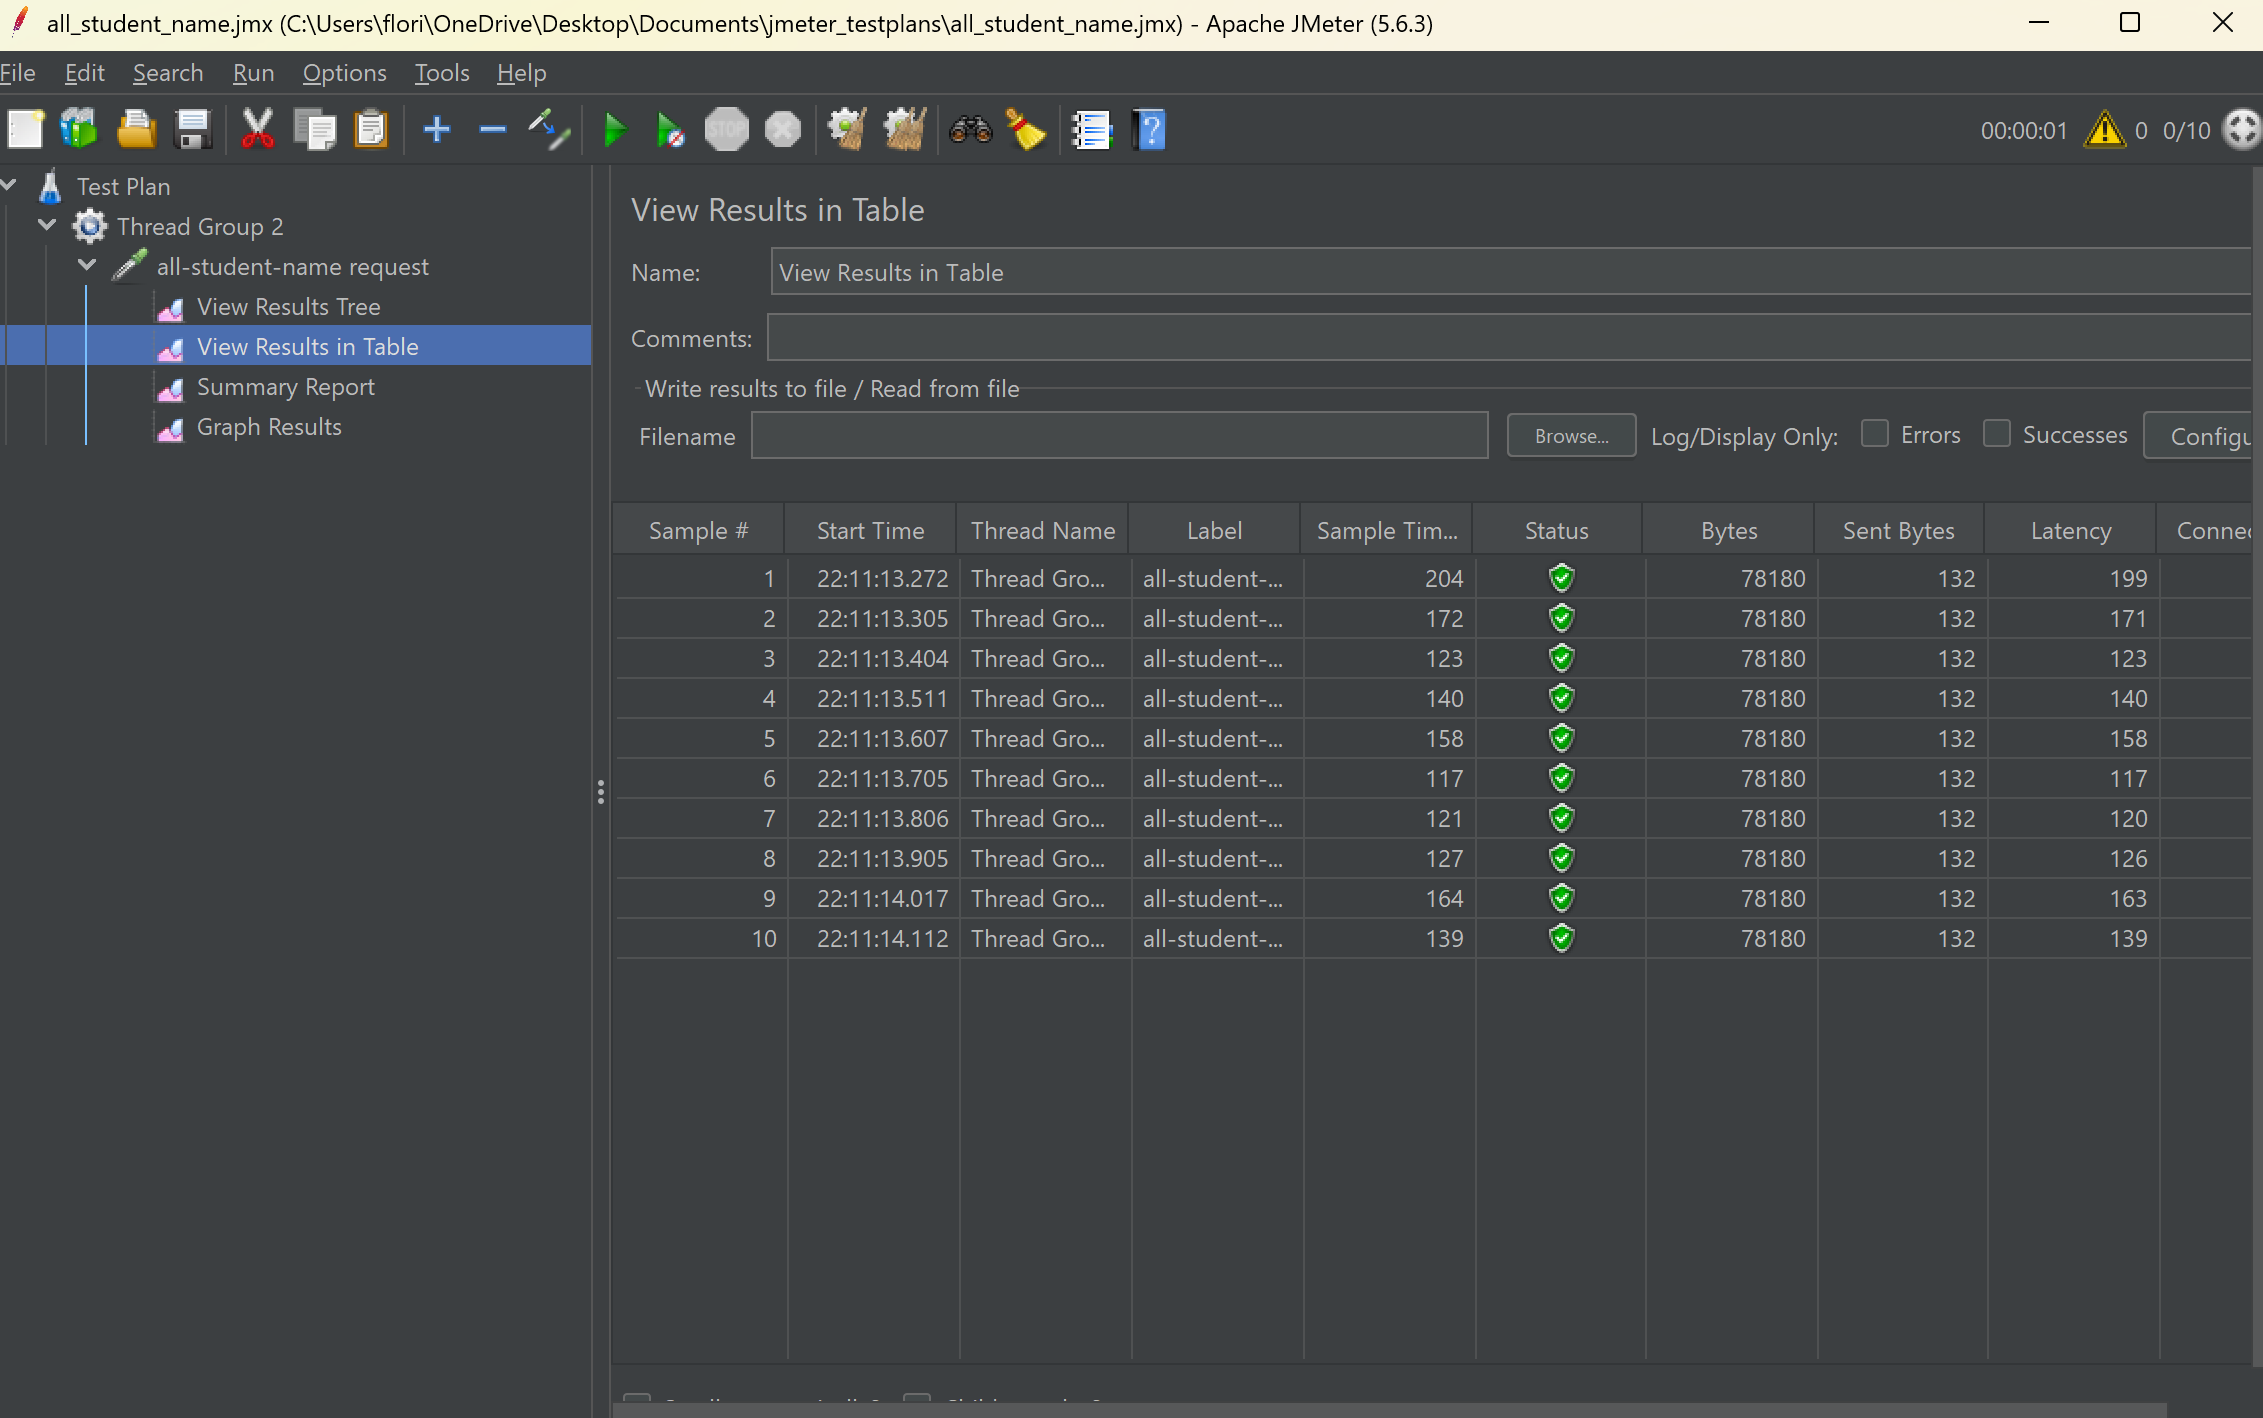 all_student_name.jmx (C:\Users\flori\OneDrive\Desktop\Documents\jmeter_testplans\all_student_name.jmx) - Apache JMeter (5.6.3)
File Edit Search Run Options Tools Help
STOP 00:00:01 0 0/10
Test Plan
Thread Group 2
all-student-name request
View Results Tree
View Results in Table
Summary Report
Graph Results
View Results in Table
Name: View Results in Table
Comments:
Write results to file / Read from file
Filename Browse... Log/Display Only: Errors Successes Configu
Sample # Start Time Thread Name Label Sample Tim... Status Bytes Sent Bytes Latency Connec
1 22:11:13.272 Thread Gro... all-student-... 204 78180 132 199
2 22:11:13.305 Thread Gro... all-student-... 172 78180 132 171
3 22:11:13.404 Thread Gro... all-student-... 123 78180 132 123
4 22:11:13.511 Thread Gro... all-student-... 140 78180 132 140
5 22:11:13.607 Thread Gro... all-student-... 158 78180 132 158
6 22:11:13.705 Thread Gro... all-student-... 117 78180 132 117
7 22:11:13.806 Thread Gro... all-student-... 121 78180 132 120
8 22:11:13.905 Thread Gro... all-student-... 127 78180 132 126
9 22:11:14.017 Thread Gro... all-student-... 164 78180 132 163
10 22:11:14.112 Thread Gro... all-student-... 139 78180 132 139